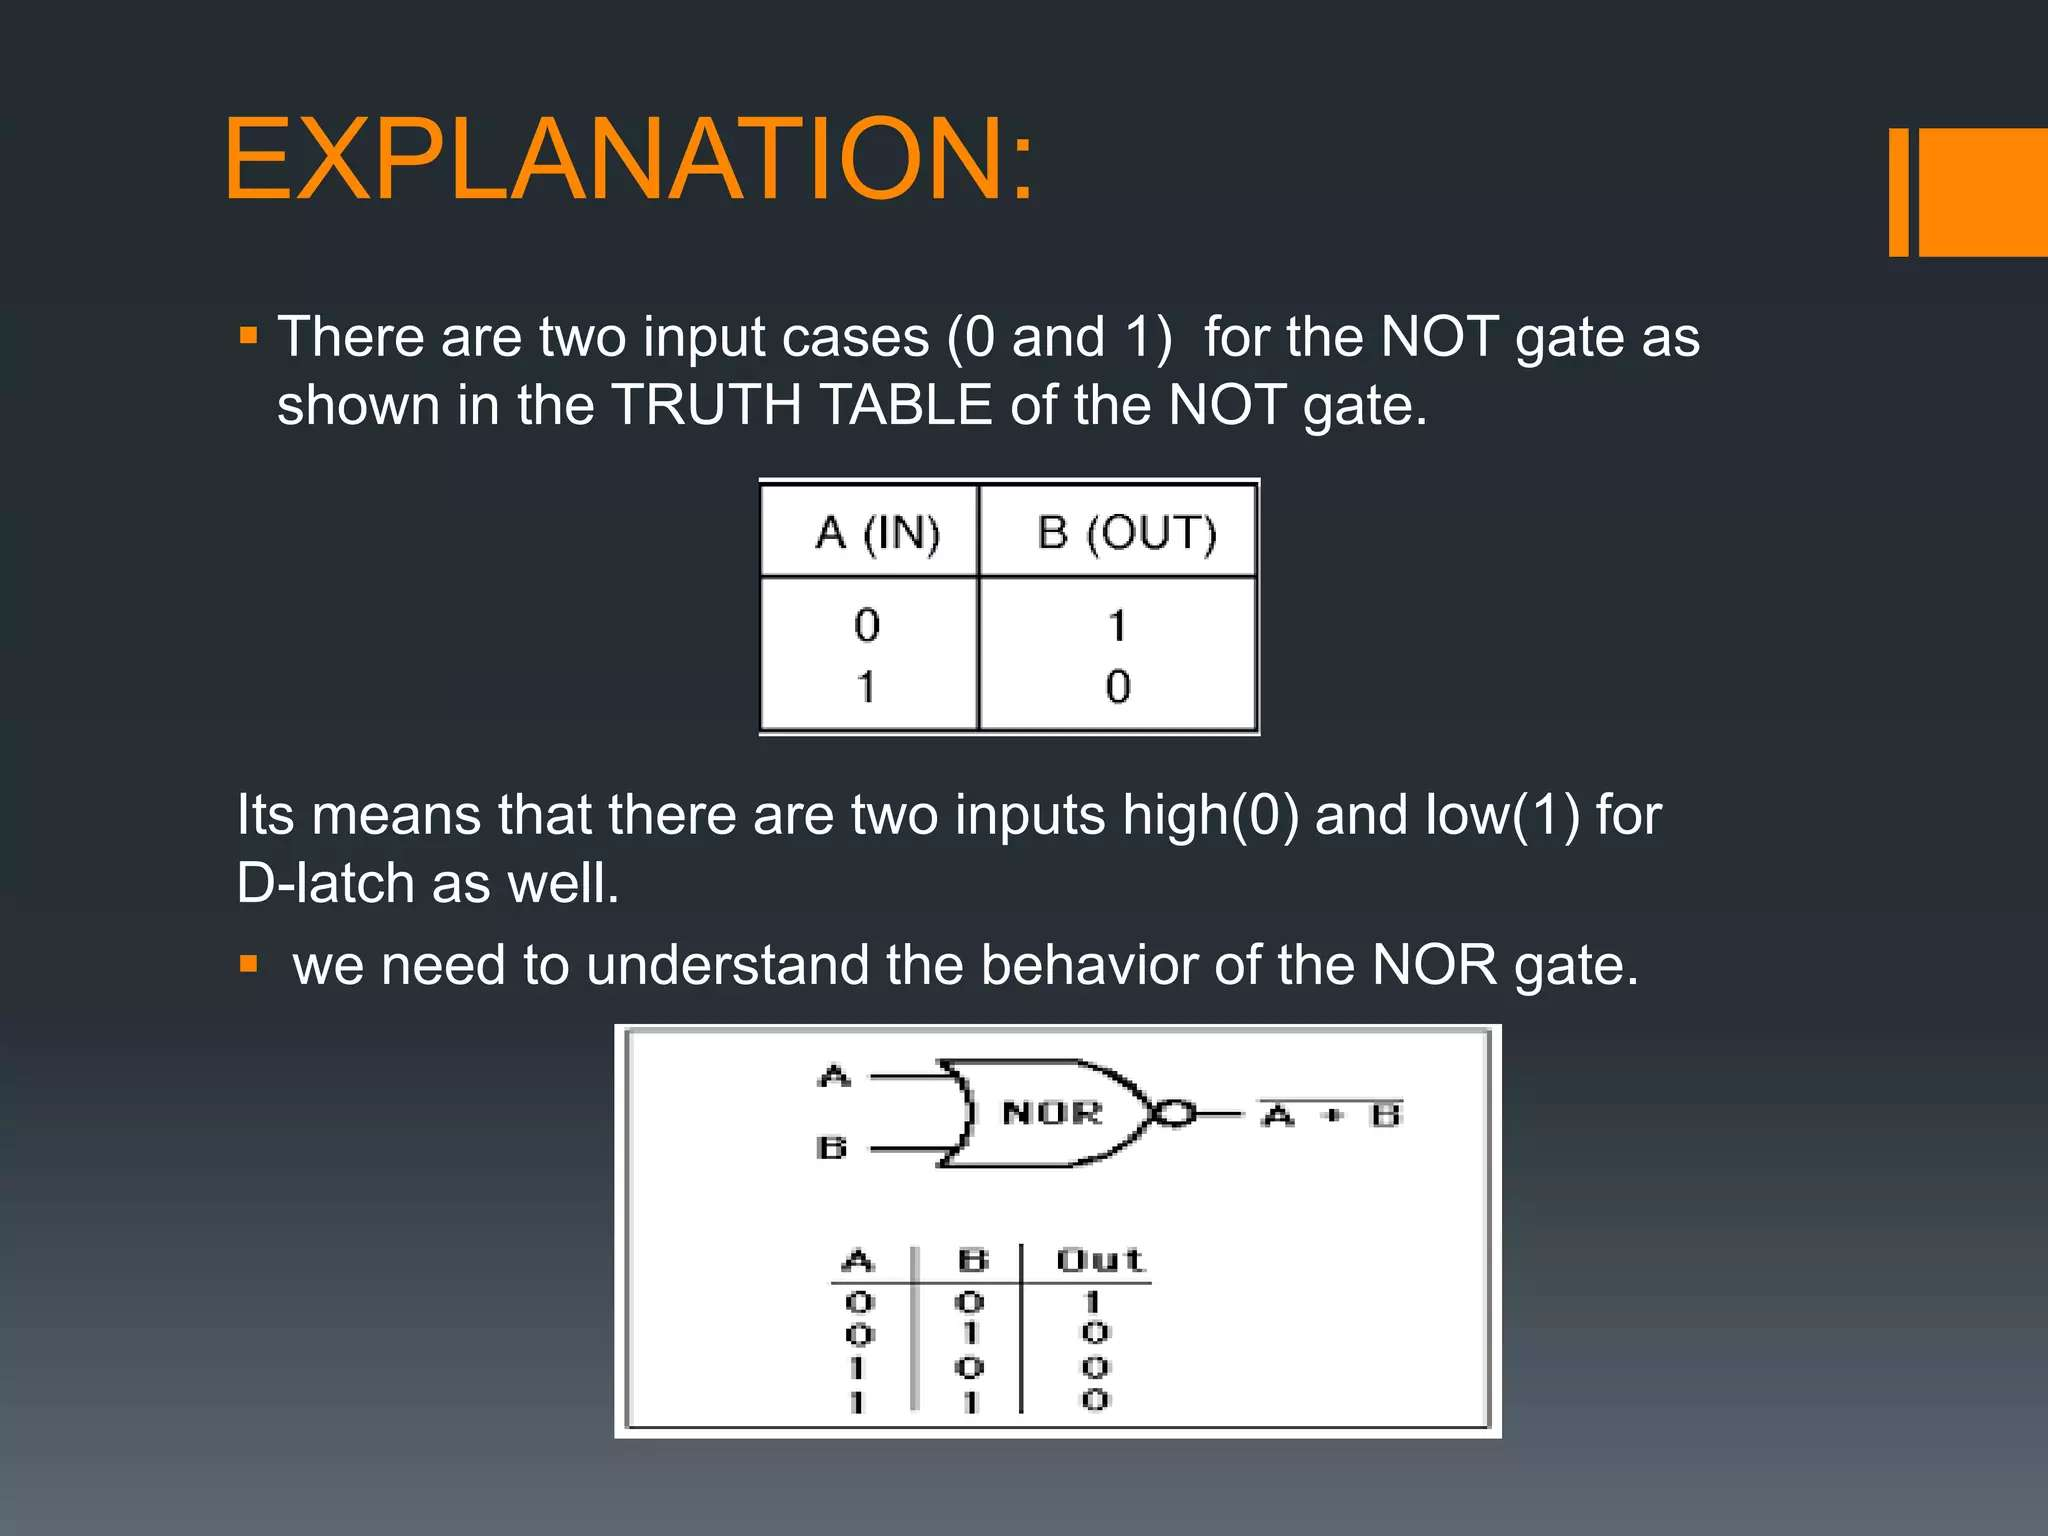 EXPLANATION:
▪ There are two input cases (0 and 1)  for the NOT gate as
shown in the TRUTH TABLE of the NOT gate.
A (IN) B (OUT)
0 1
1 0
Its means that there are two inputs high(0) and low(1) for
D-latch as well.
▪ we need to understand the behavior of the NOR gate.
A
NOR
B
A + B
A B Out
0 0 1
0 1 0
1 0 0
1 1 0